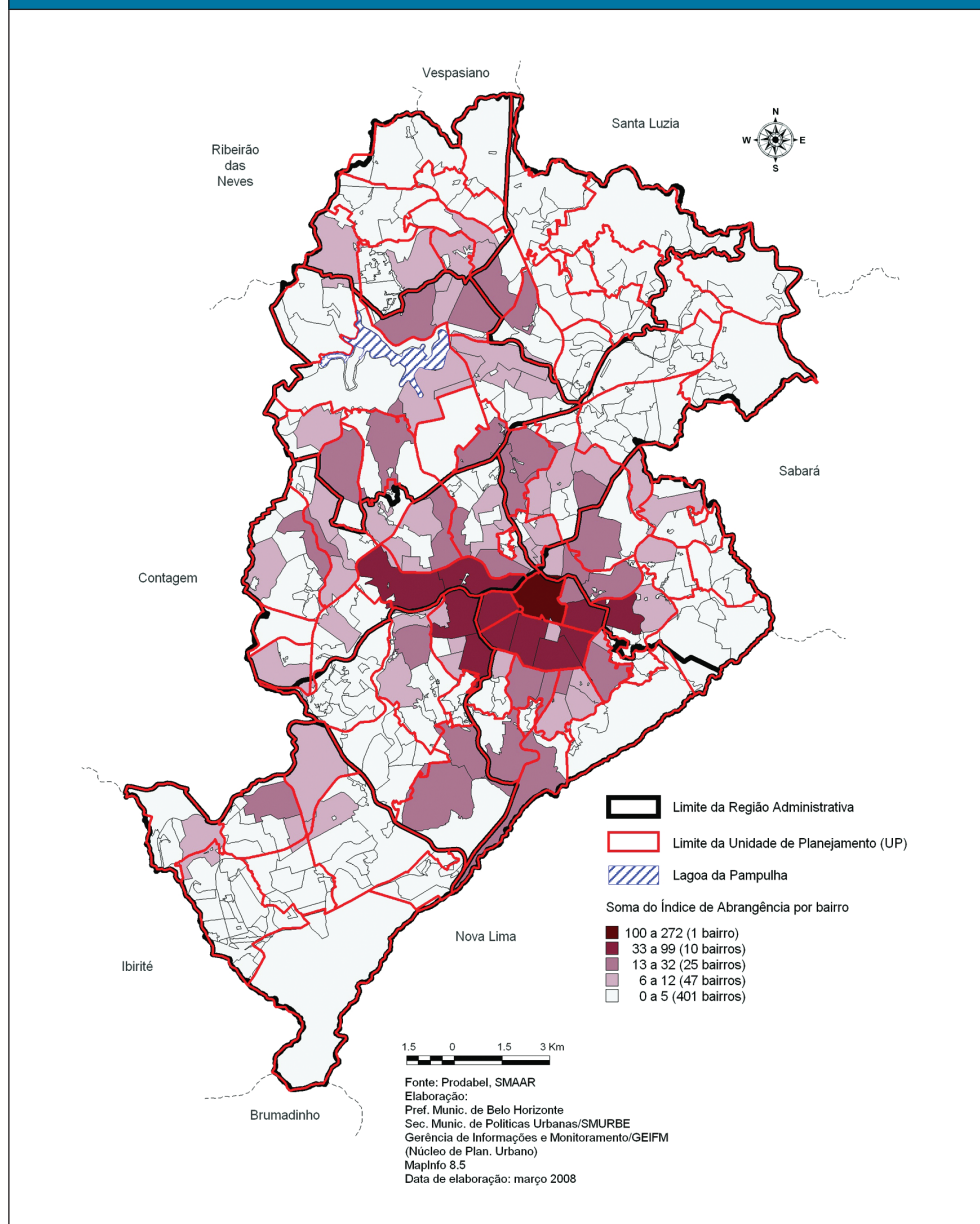 Vespasiano
Santa Luzia
N
W E
S
Ribeirão
das
Neves
Sabará
Contagem
Limite da Região Administrativa
Limite da Unidade de Planejamento (UP)
Lagoa da Pampulha
Soma do Índice de Abrangência por bairro
100 a 272 (1 bairro)
33 a 99 (10 bairros)
13 a 32 (25 bairros)
6 a 12 (47 bairros)
0 a 5 (401 bairros)
Nova Lima
Ibirité
1.5 0 1.5 3 Km
Fonte: Prodabel, SMAAR
Elaboração:
Pref. Munic. de Belo Horizonte
Sec. Munic. de Politicas Urbanas/SMURBE
Gerência de Informações e Monitoramento/GEIFM
(Núcleo de Plan. Urbano)
MapInfo 8.5
Data de elaboração: março 2008
Brumadinho